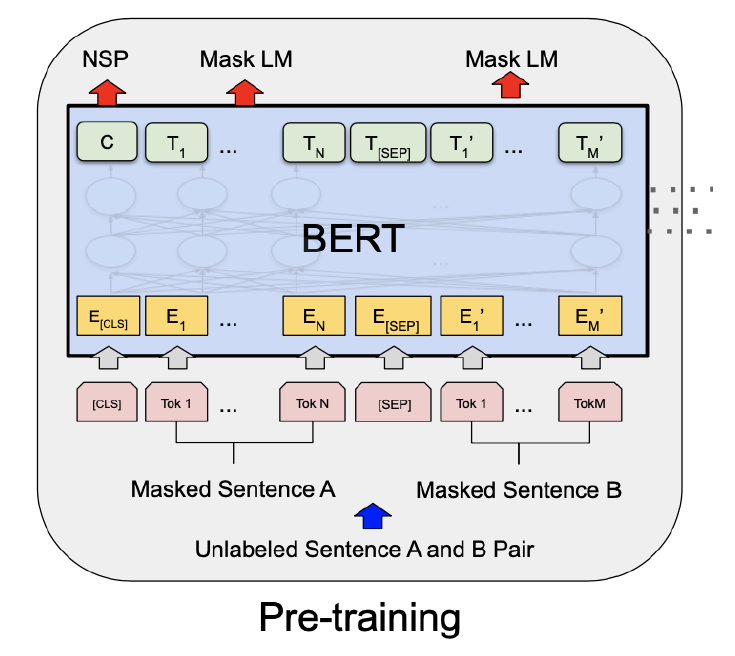 NSP Mask LM Mask LM
C T1 ... TN T[SEP] T1’ ... TM’
BERT
E[CLS] E1 ... EN E[SEP] E1’ ... EM’
[CLS] Tok 1 ... Tok N [SEP] Tok 1 ... TokM
Masked Sentence A Masked Sentence B
Unlabeled Sentence A and B Pair
Pre-training